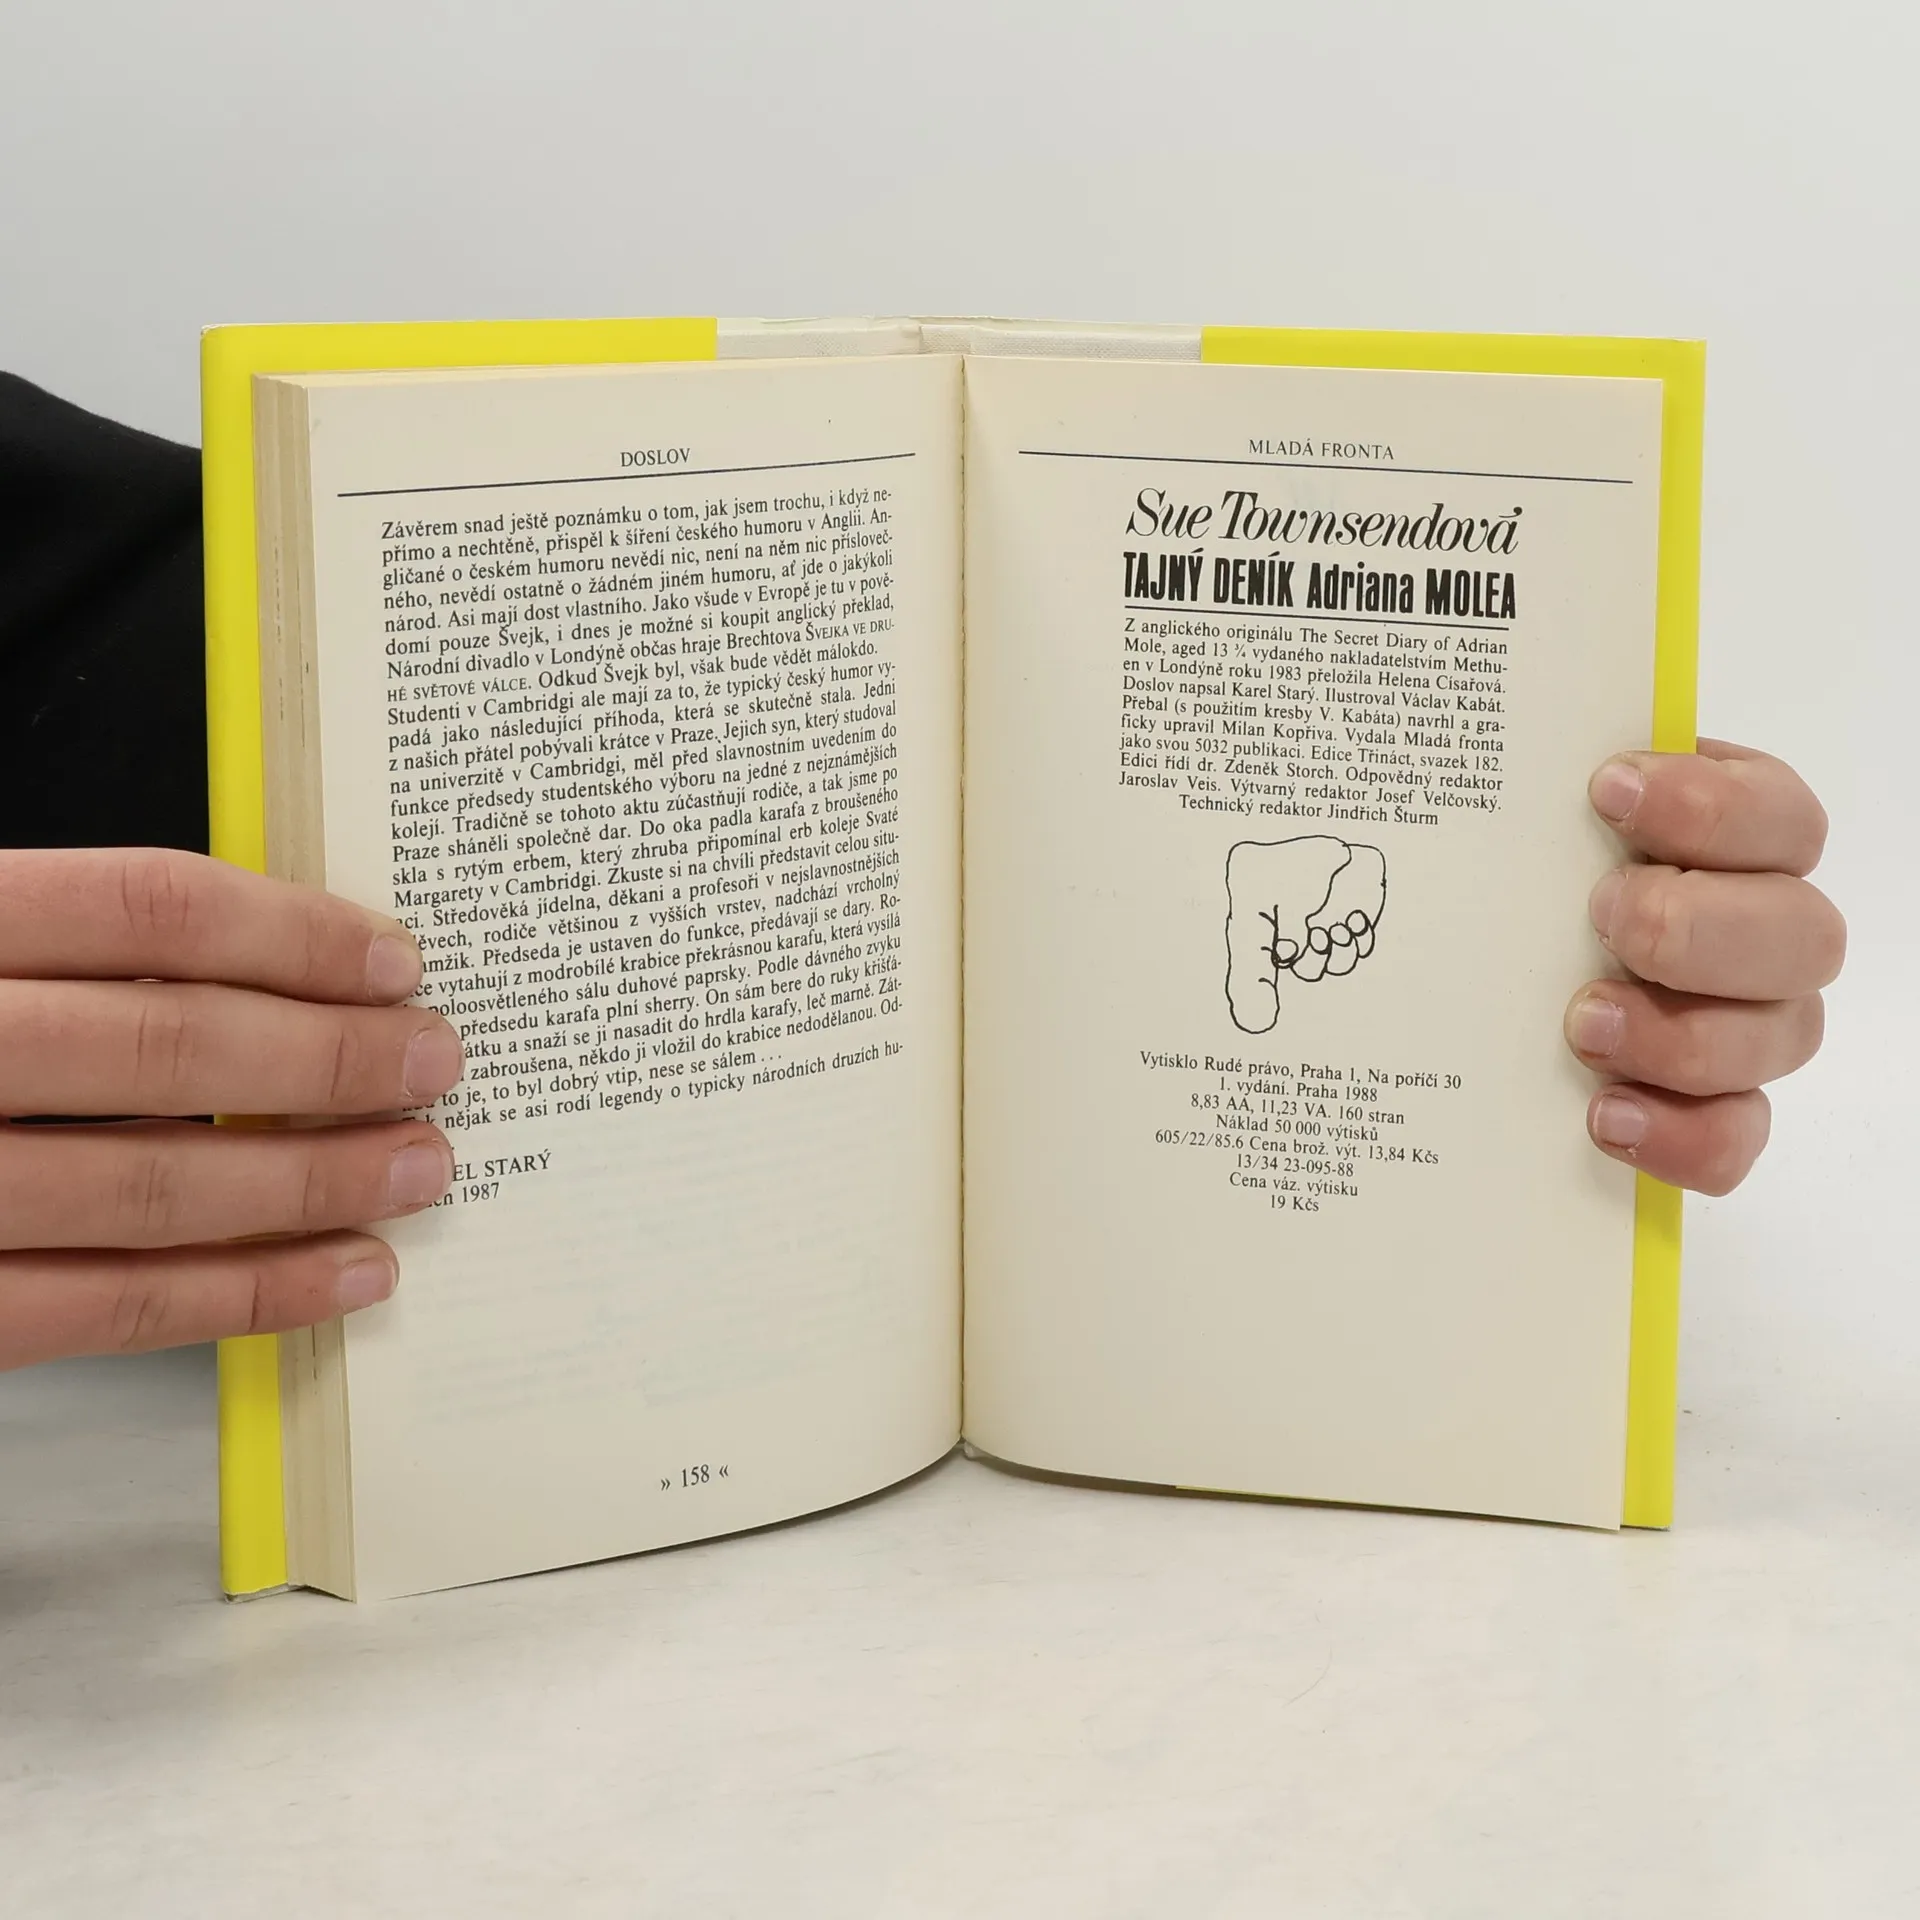 DOSLOV
Závěrem snad ještě poznámku o tom, jak jsem trochu, i když ne-
přímo a nechtěně, přispěl k šíření českého humoru v Anglii. An-
gličané o českém humoru nevědí nic, není na něm nic příslovеč-
ného, nevědí ostatně o žádném jiném humoru, ať jde o jakýkoli
národ. Asi mají dost vlastního. Jako všude v Evropě je tu v pově-
domí pouze Švejk, i dnes je možné si koupit anglický překlad,
Národní divadlo v Londýně občas hraje Brechtova ŠVEJKA VE DRU-
HÉ SVĚTOVÉ VÁLCE. Odkud Švejk byl, však bude vědět málokdo.
Studenti v Cambridgi ale mají za to, že typický český humor vy-
padá jako následující příhoda, která se skutečně stala. Jedni
z našich přátel pobývali krátce v Praze. Jejich syn, který studoval
na univerzitě v Cambridgi, měl před slavnostním uvedením do
funkce předsedy studentského výboru na jedné z nejznámějších
kolejí. Tradičně se tohoto aktu zúčastňují rodiče, a tak jsme po
Praze sháněli společně dar. Do oka padla karafa z broušeného
skla s rytým erbem, který zhruba připomínal erb koleje Svaté
Margarety v Cambridgi. Zkuste si na chvíli představit celou situ-
aci. Středověká jídelna, děkani a profesoři v nejslavnostnějších
ěvech, rodiče většinou z vyšších vrstev, nadchází vrcholný
amžik. Předseda je ustaven do funkce, předávají se dary. Ro-
če vytahují z modrobílé krabice překrásnou karafu, která vysílá
poloosvětleného sálu duhové paprsky. Podle dávného zvyku
předsedu karafa plní sherry. On sám bere do ruky křišťá-
átku a snaží se ji nasadit do hrdla karafy, leč marně. Zát-
zabroušena, někdo ji vložil do krabice nedodělanou. Od-
to je, to byl dobrý vtip, nese se sálem ...
nějak se asi rodí legendy o typicky národních druzích hu-
EL STARÝ
1987
» 158 «
MLADÁ FRONTA
Sue Townsendová
TAJNÝ DENÍK Adriana MOLEA
Z anglického originálu The Secret Diary of Adrian
Mole, aged 13 ¾ vydaného nakladatelstvím Methu-
en v Londýně roku 1983 přeložila Helena Císařová.
Doslov napsal Karel Starý. Ilustroval Václav Kabát.
Přebal (s použitím kresby V. Kabáta) navrhl a gra-
ficky upravil Milan Kopřiva. Vydala Mladá fronta
jako svou 5032 publikaci. Edice Třináct, svazek 182.
Edici řídí dr. Zdeněk Storch. Odpovědný redaktor
Jaroslav Veis. Výtvarný redaktor Josef Velčovský.
Technický redaktor Jindřich Šturm
Vytisklo Rudé právo, Praha 1, Na poříčí 30
1. vydání. Praha 1988
8,83 AA, 11,23 VA. 160 stran
Náklad 50 000 výtisků
605/22/85.6 Cena brož. výt. 13,84 Kčs
13/34 23-095-88
Cena váz. výtisku
19 Kčs